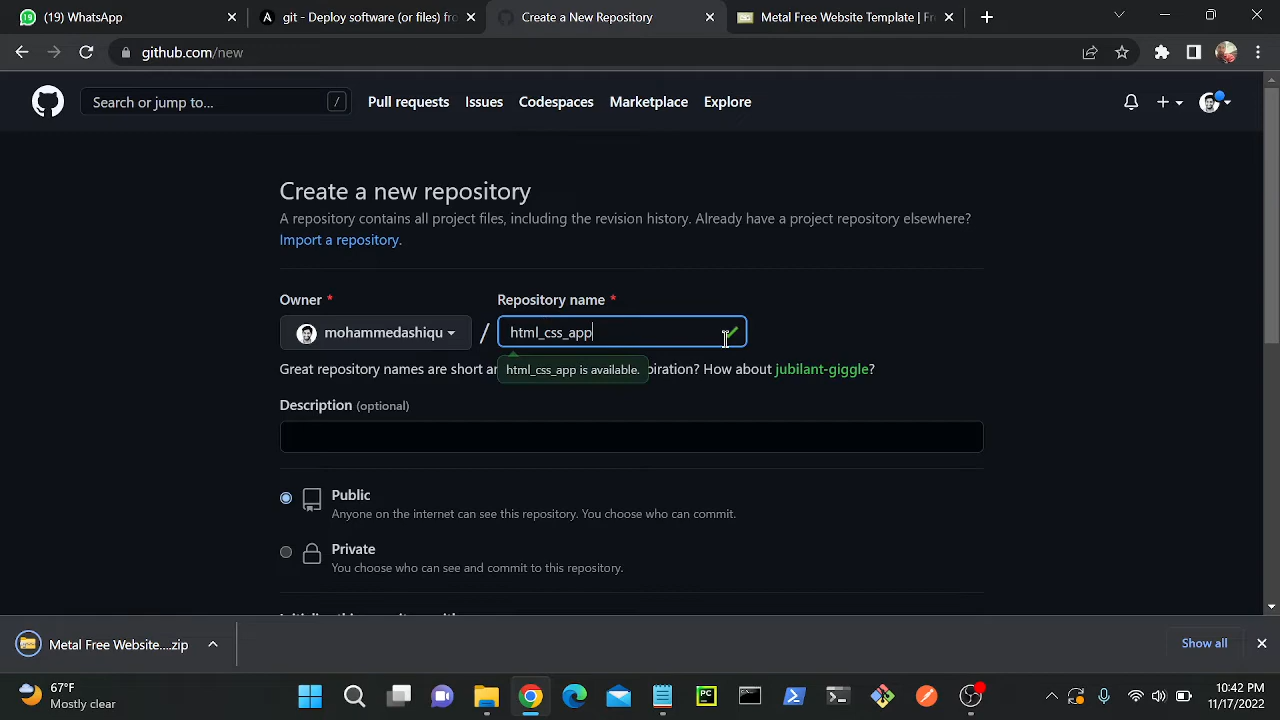 (19) WhatsApp
git - Deploy software (or files) fro
Create a New Repository
Metal Free Website Template | Fr
github.com/new
Search or jump to...
/
Pull requests
Issues
Codespaces
Marketplace
Explore
Create a new repository
A repository contains all project files, including the revision history. Already have a project repository elsewhere?
Import a repository.
Owner *
Repository name *
mohammedashiqu
/
html_css_app
Great repository names are short an
html_css_app is available.
piration? How about jubilant-giggle?
Description (optional)
Public
Anyone on the internet can see this repository. You choose who can commit.
Private
You choose who can see and commit to this repository.
Metal Free Website....zip
Show all
67°F
Mostly clear
PC
10:42 PM
11/17/2022